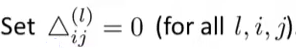 Set △_{ij}^{(l)} = 0 (for all l, i, j).